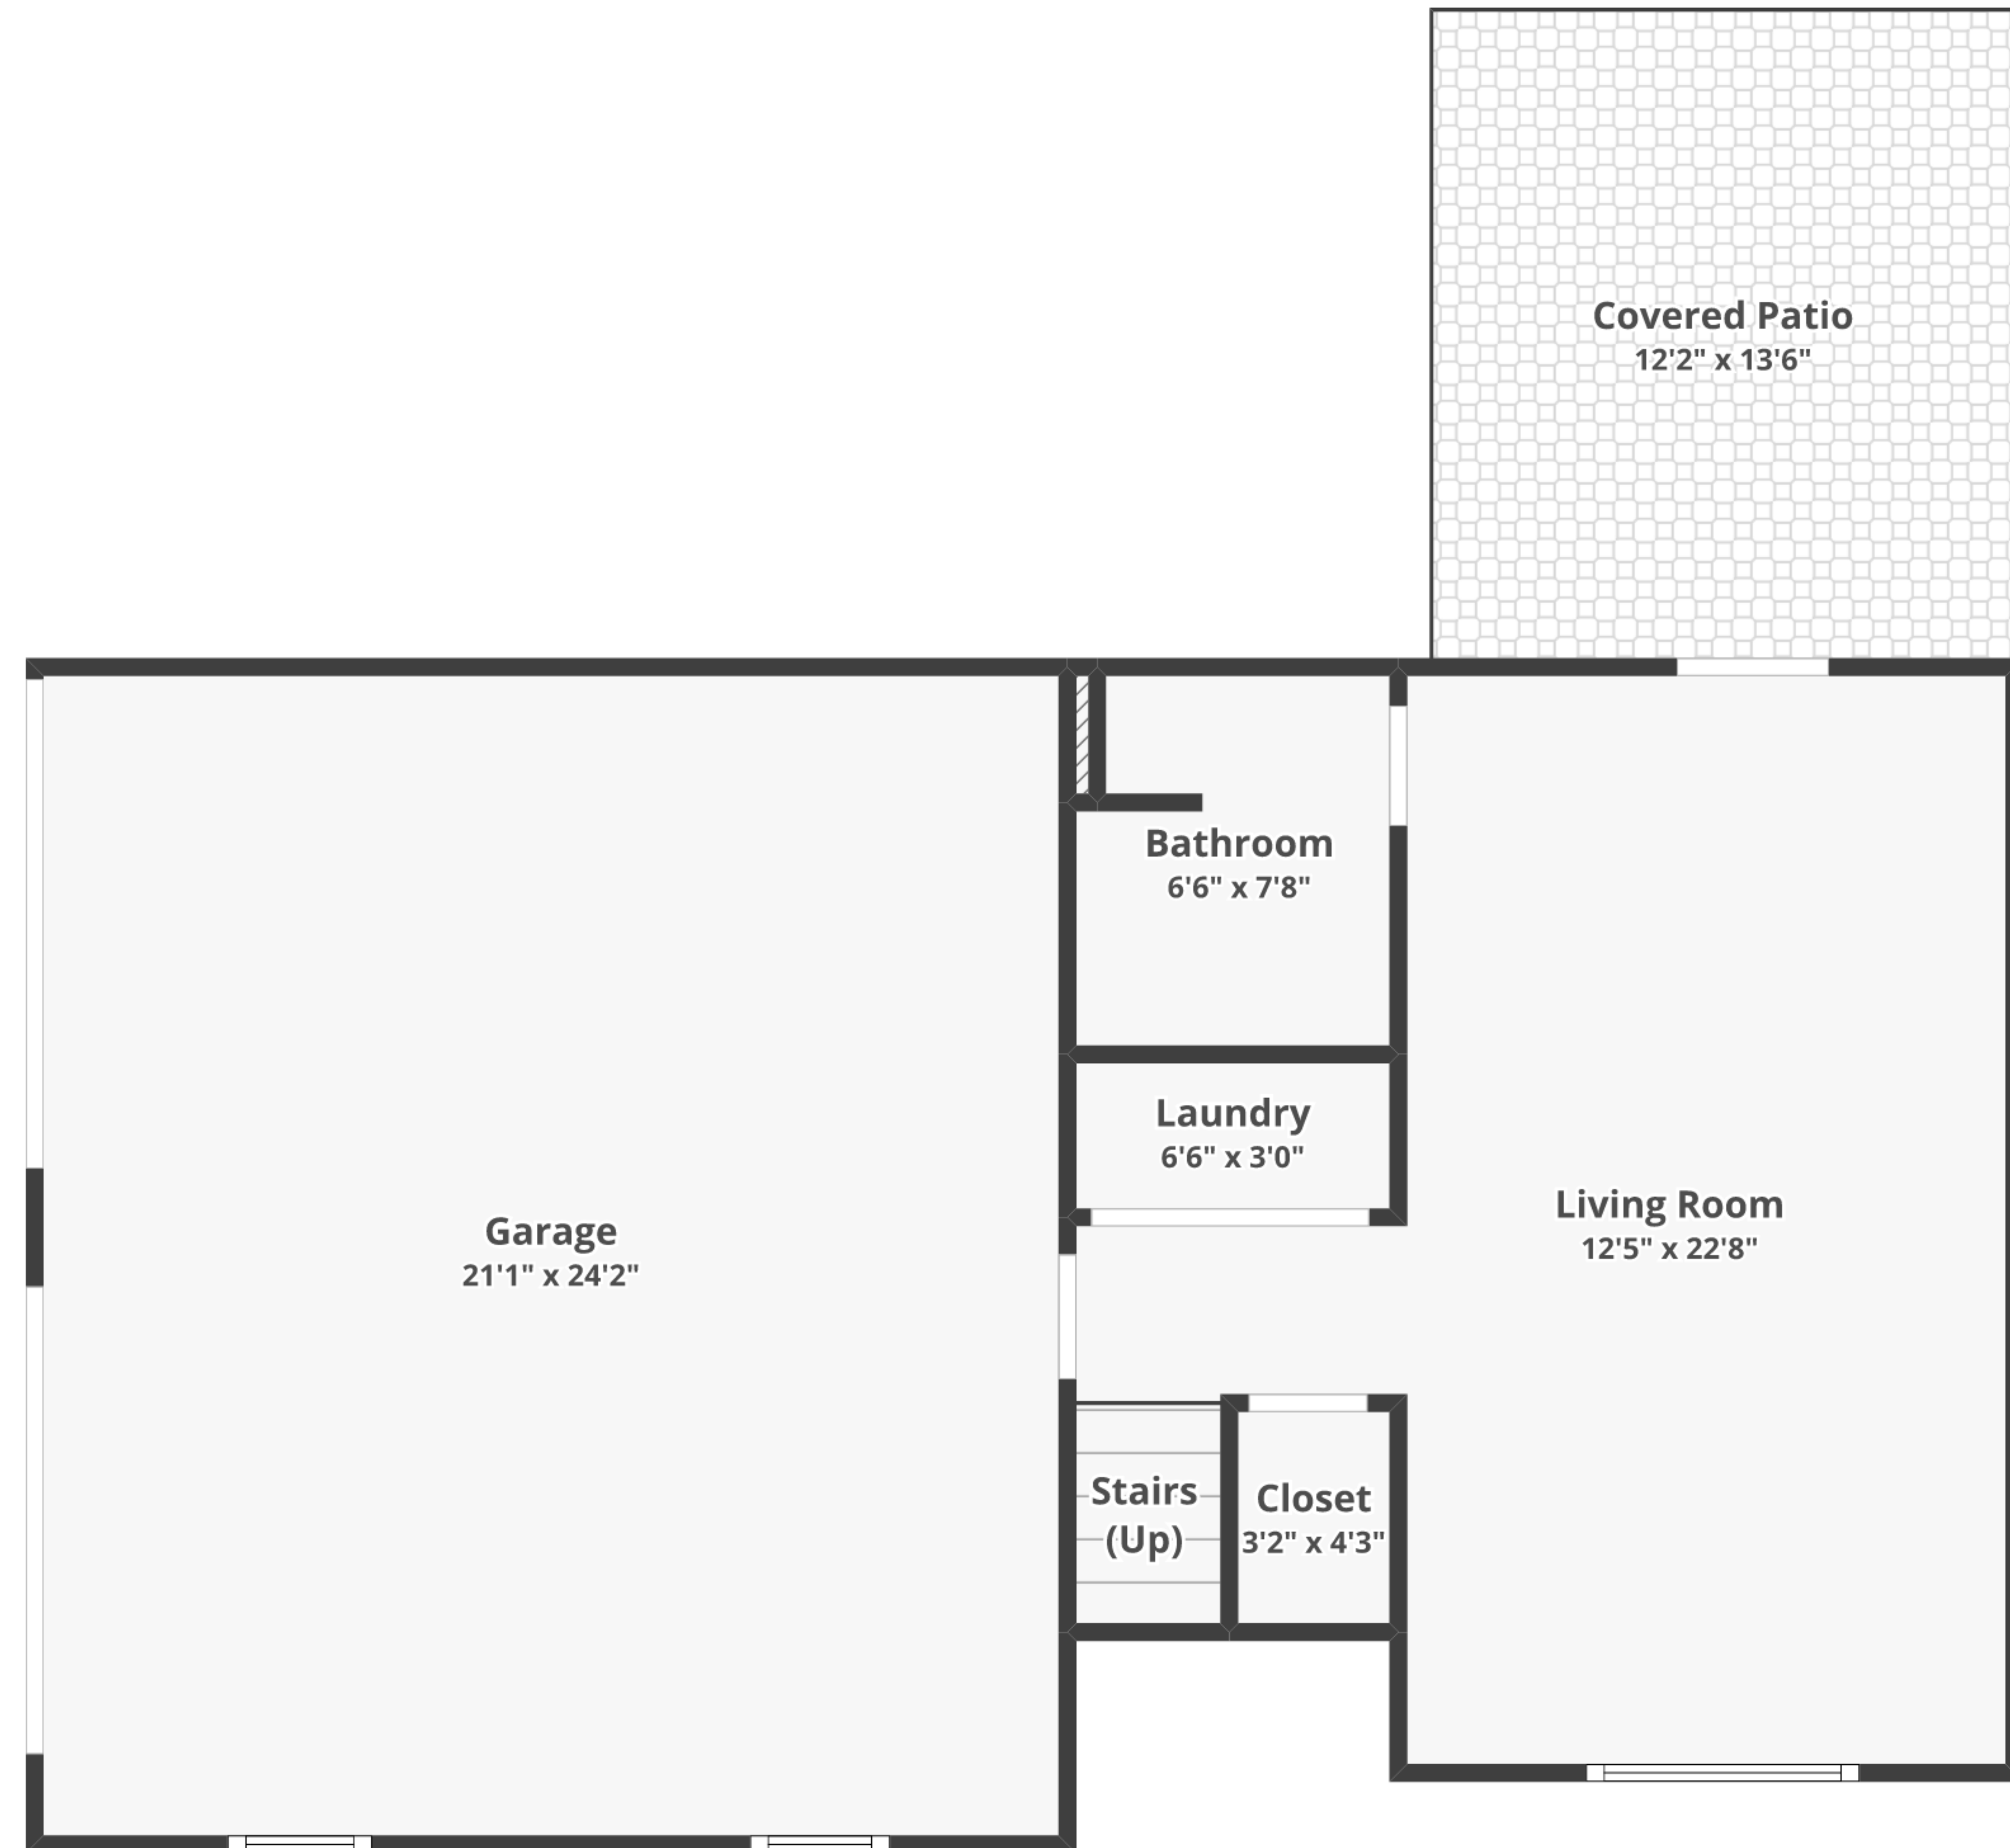 Covered Patio
12'2" x 13'6"
Bathroom
6'6" x 7'8"
Laundry
6'6" x 3'0"
Living Room
12'5" x 22'8"
Garage
21'1" x 24'2"
Stairs
(Up)
Closet
3'2" x 4'3"